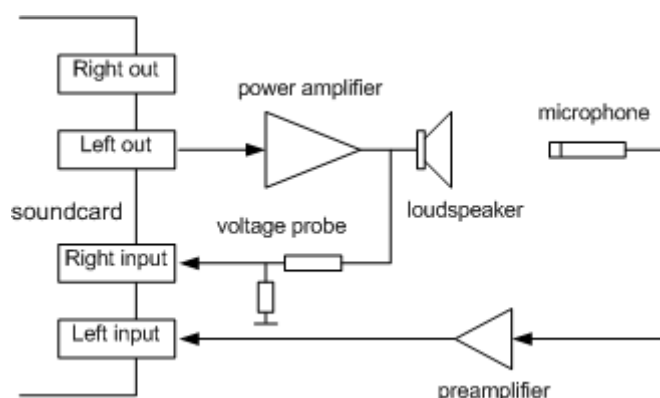 Right out
power amplifier
Left out
microphone
soundcard
loudspeaker
voltage probe
Right input
Left input
preamplifier